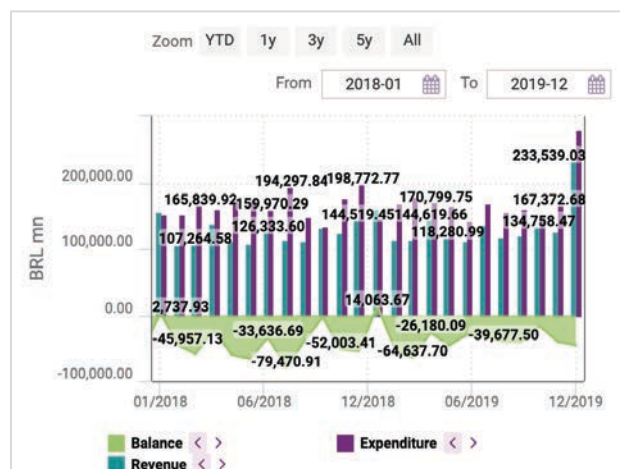 Zoom YTD 1y 3y 5y All
From 2018-01 To 2019-12
BRL mn
200,000.00
100,000.00
0.00
-100,000.00
233,539.03
194,297.84 198,772.77
165,839.92 159,970.29 170,799.75 167,372.68
126,333.60 144,519.45 144,619.66 134,758.47
107,264.58 118,280.99
2,737.93 14,063.67
-33,636.69 -26,180.09
-45,957.13 -52,003.41 -39,677.50
-79,470.91 -64,637.70
01/2018 06/2018 12/2018 06/2019 12/2019
Balance < > Expenditure < >
Revenue < >